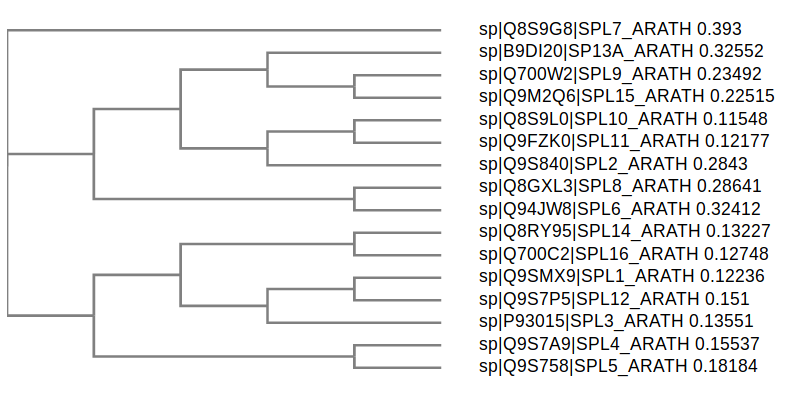 sp|Q8S9G8|SPL7_ARATH 0.393
sp|B9DI20|SP13A_ARATH 0.32552
sp|Q700W2|SPL9_ARATH 0.23492
sp|Q9M2Q6|SPL15_ARATH 0.22515
sp|Q8S9L0|SPL10_ARATH 0.11548
sp|Q9FZK0|SPL11_ARATH 0.12177
sp|Q9S840|SPL2_ARATH 0.2843
sp|Q8GXL3|SPL8_ARATH 0.28641
sp|Q94JW8|SPL6_ARATH 0.32412
sp|Q8RY95|SPL14_ARATH 0.13227
sp|Q700C2|SPL16_ARATH 0.12748
sp|Q9SMX9|SPL1_ARATH 0.12236
sp|Q9S7P5|SPL12_ARATH 0.151
sp|P93015|SPL3_ARATH 0.13551
sp|Q9S7A9|SPL4_ARATH 0.15537
sp|Q9S758|SPL5_ARATH 0.18184